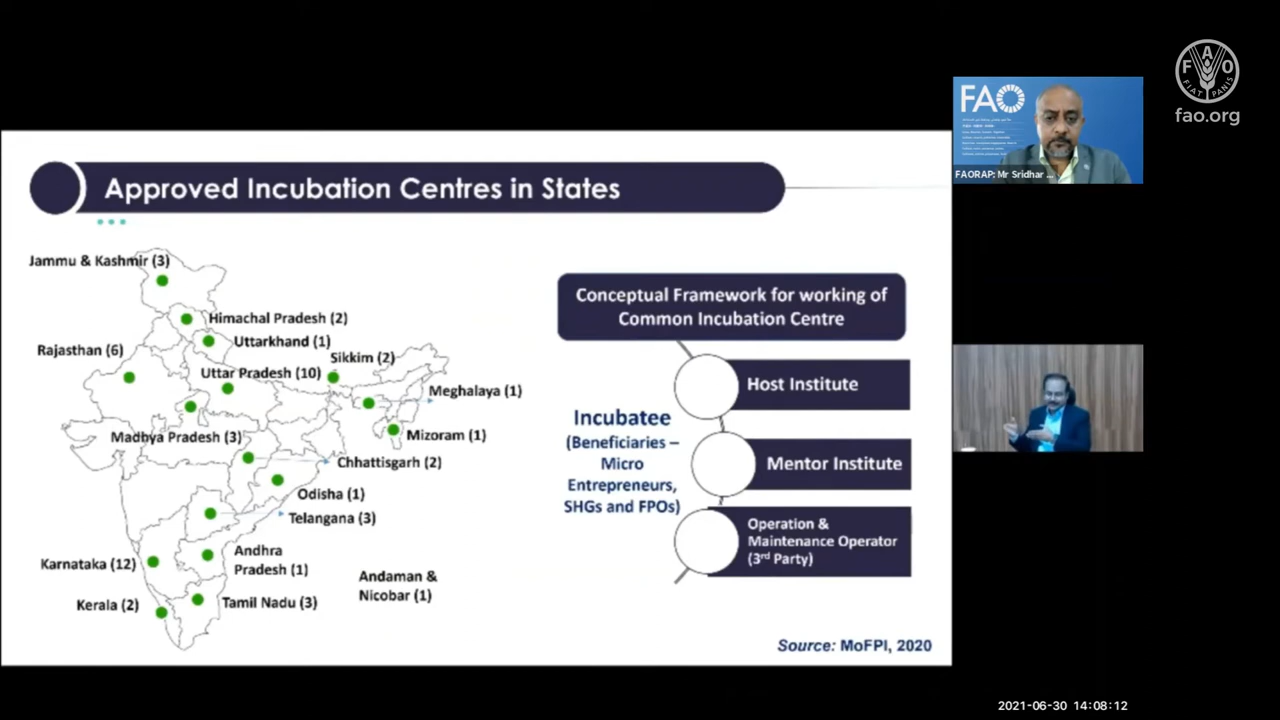 F A O
FIAT PANIS
fao.org
FAO
FAORAP: Mr Sridhar ...
Approved Incubation Centres in States
Jammu & Kashmir (3)
Himachal Pradesh (2)
Uttarkhand (1)
Rajasthan (6)
Sikkim (2)
Uttar Pradesh (10)
Meghalaya (1)
Madhya Pradesh (3)
Mizoram (1)
Chhattisgarh (2)
Odisha (1)
Telangana (3)
Karnataka (12)
Andhra
Pradesh (1)
Andaman &
Nicobar (1)
Kerala (2)
Tamil Nadu (3)
Conceptual Framework for working of
Common Incubation Centre
Incubatee
(Beneficiaries –
Micro
Entrepreneurs,
SHGs and FPOs)
Host Institute
Mentor Institute
Operation &
Maintenance Operator
(3rd Party)
Source: MoFPI, 2020
2021-06-30 14:08:12